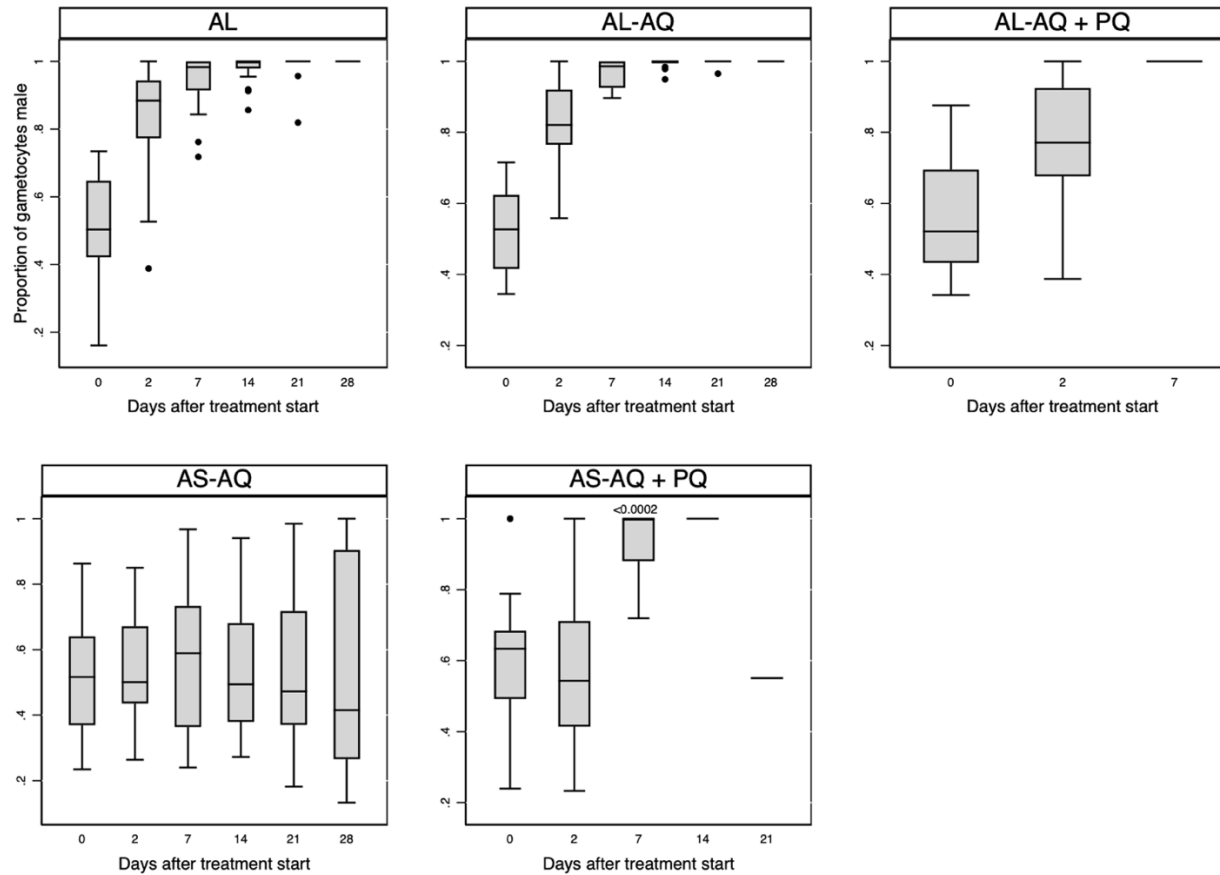 AL
AL-AQ
AL-AQ + PQ
Proportion of gametocytes male
1
.8
.6
.4
.2
0 2 7 14 21 28
Days after treatment start
1
.8
.6
.4
.2
0 2 7 14 21 28
Days after treatment start
1
.8
.6
.4
.2
0 2 7
Days after treatment start
AS-AQ
AS-AQ + PQ
1
.8
.6
.4
.2
0 2 7 14 21 28
Days after treatment start
<0.0002
1
.8
.6
.4
.2
0 2 7 14 21
Days after treatment start